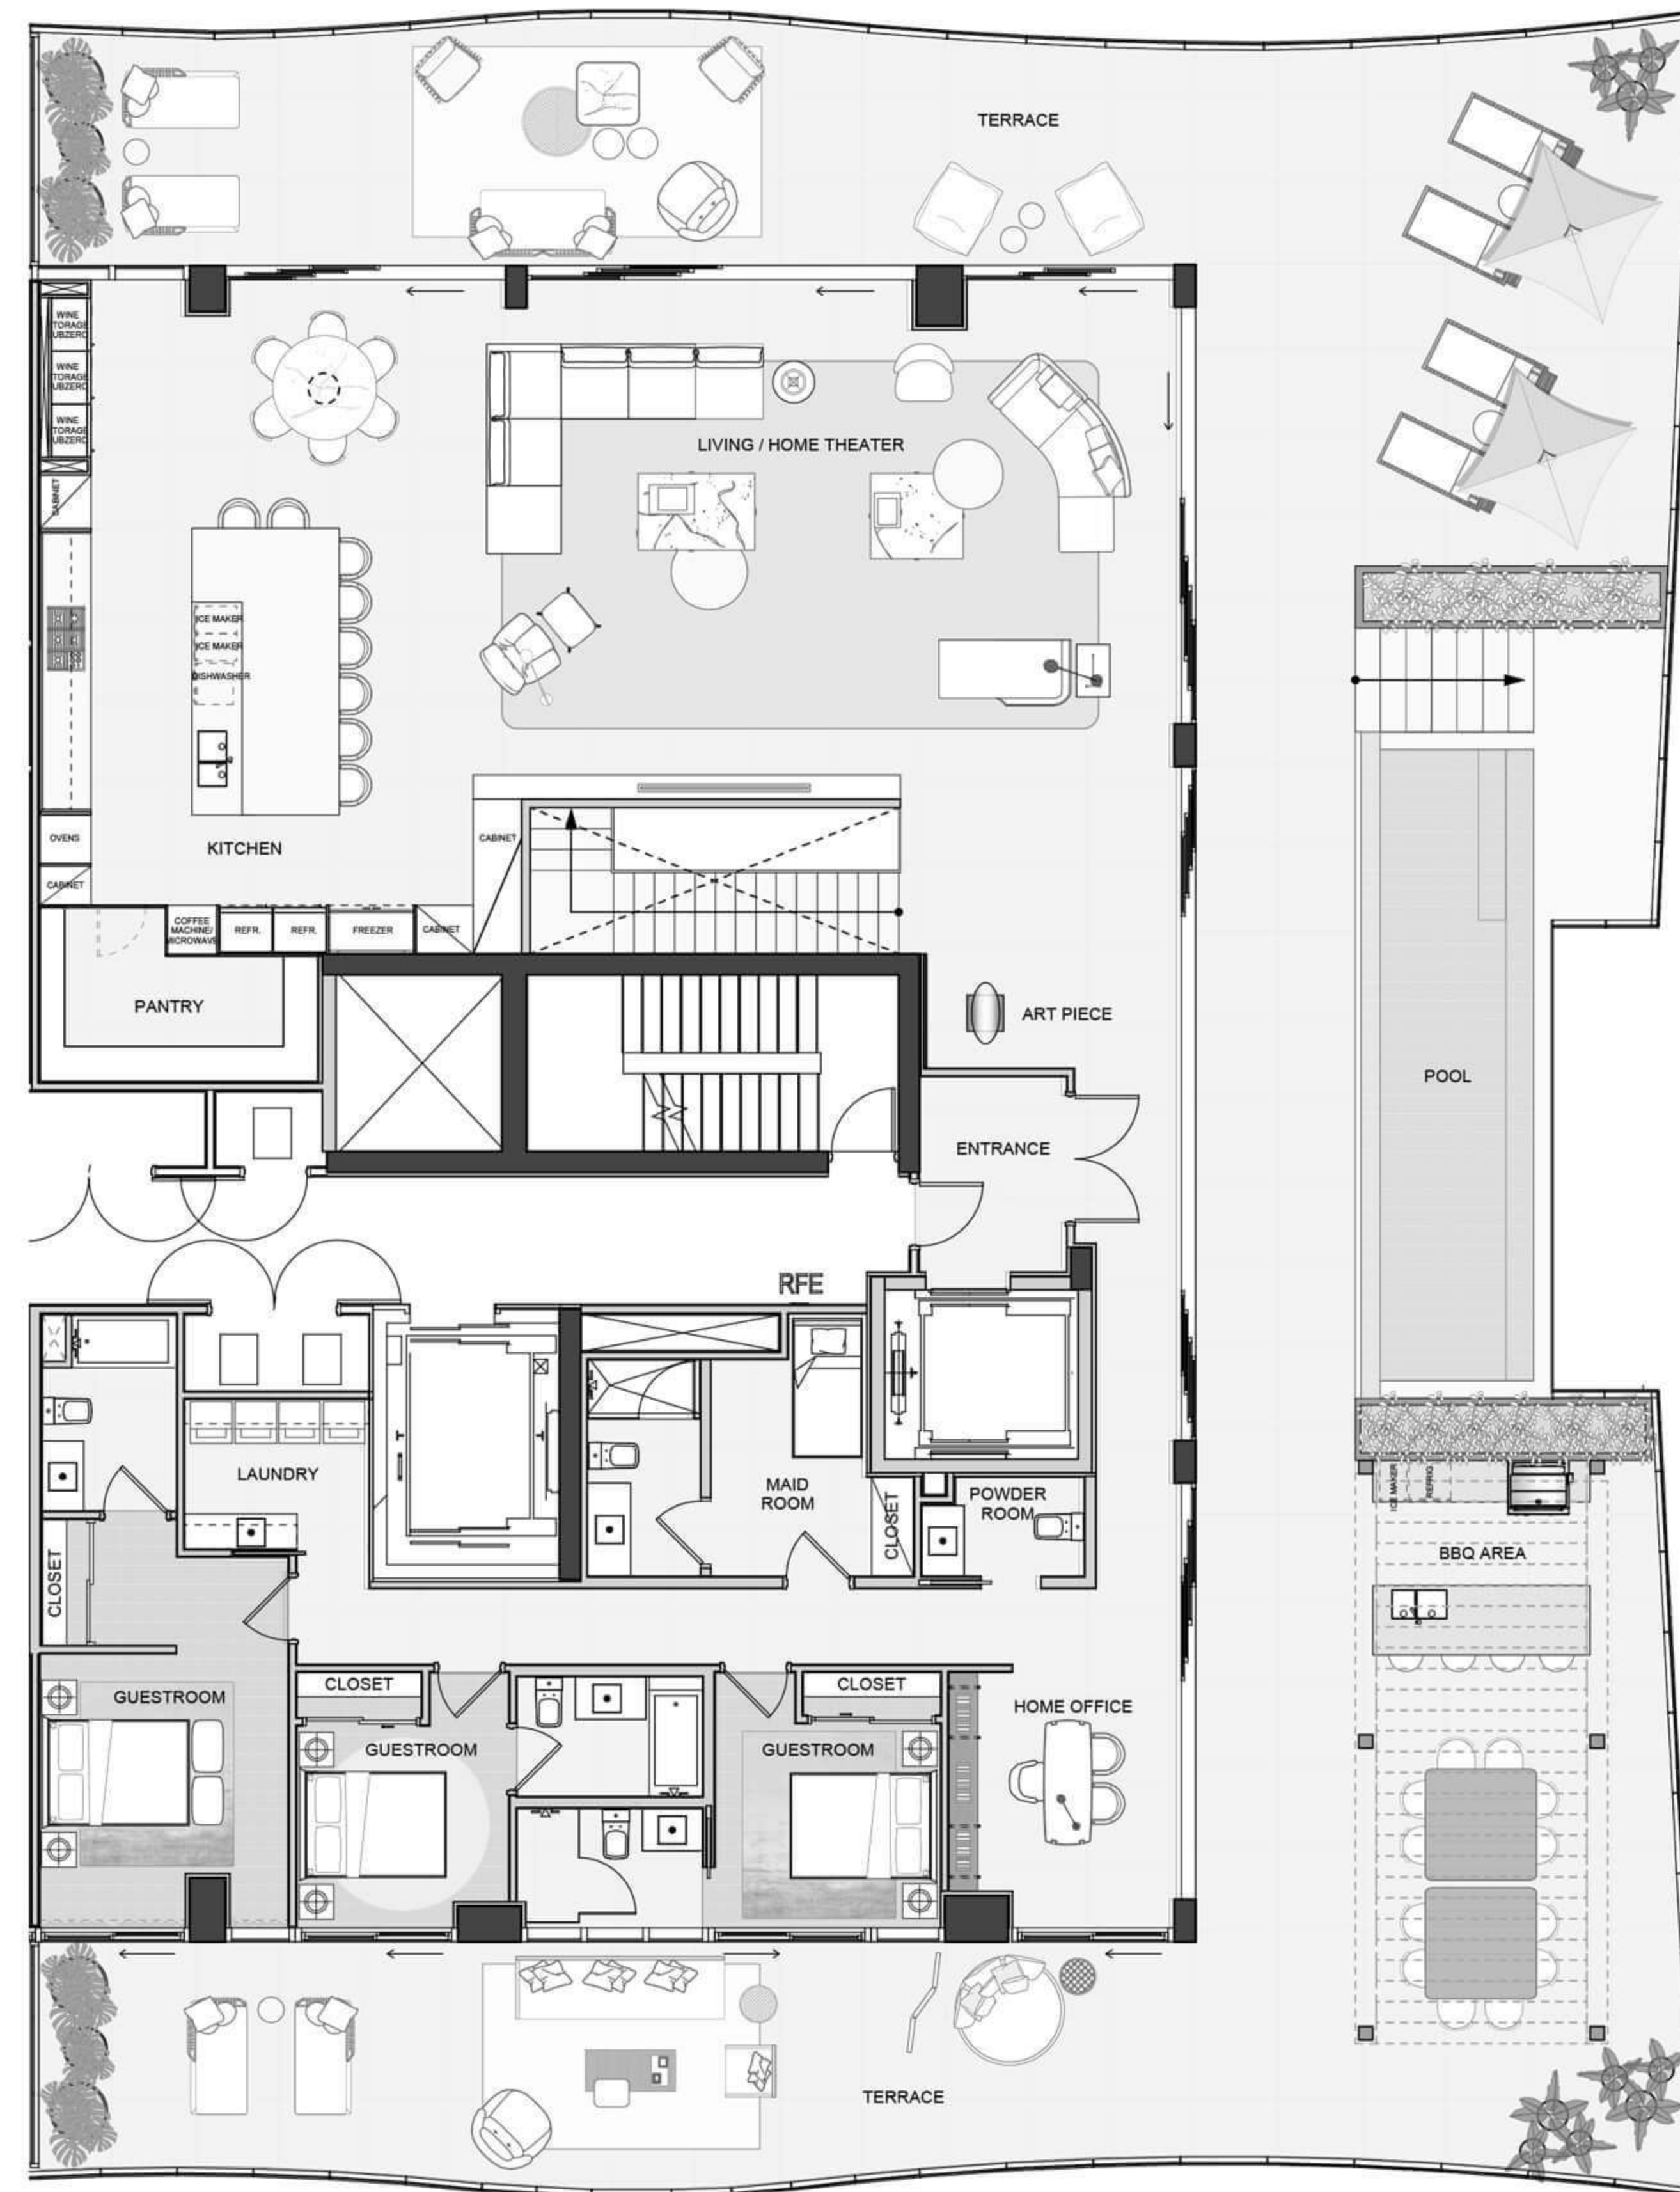 TERRACE
WINE
TORAGE
UBZERO
WINE
TORAGE
UBZERO
WINE
TORAGE
UBZERO
CABINET
LIVING / HOME THEATER
ICE MAKER
ICE MAKER
DISHWASHER
OVENS
CABINET
KITCHEN
CABINET
COFFEE
MACHINE/
MICROWAVE
REFR.
REFR.
FREEZER
CABINET
PANTRY
ART PIECE
POOL
ENTRANCE
RFE
LAUNDRY
MAID
ROOM
CLOSET
POWDER
ROOM
ICE MAKER
REFRIG
BBQ AREA
CLOSET
GUESTROOM
CLOSET
GUESTROOM
CLOSET
GUESTROOM
HOME OFFICE
TERRACE